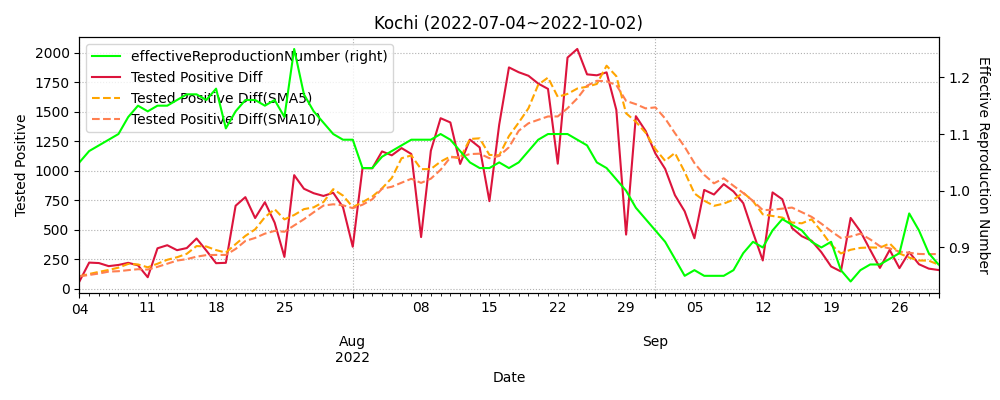 Kochi (2022-07-04~2022-10-02)
effectiveReproductionNumber (right)
Tested Positive Diff
Tested Positive Diff(SMA5)
Tested Positive Diff(SMA10)
Tested Positive
2000
1750
1500
1250
1000
750
500
250
0
1.2
1.1
1.0
0.9
Effective Reproduction Number
04 11 18 25 08 15 22 29 05 12 19 26
Aug Sep
2022
Date